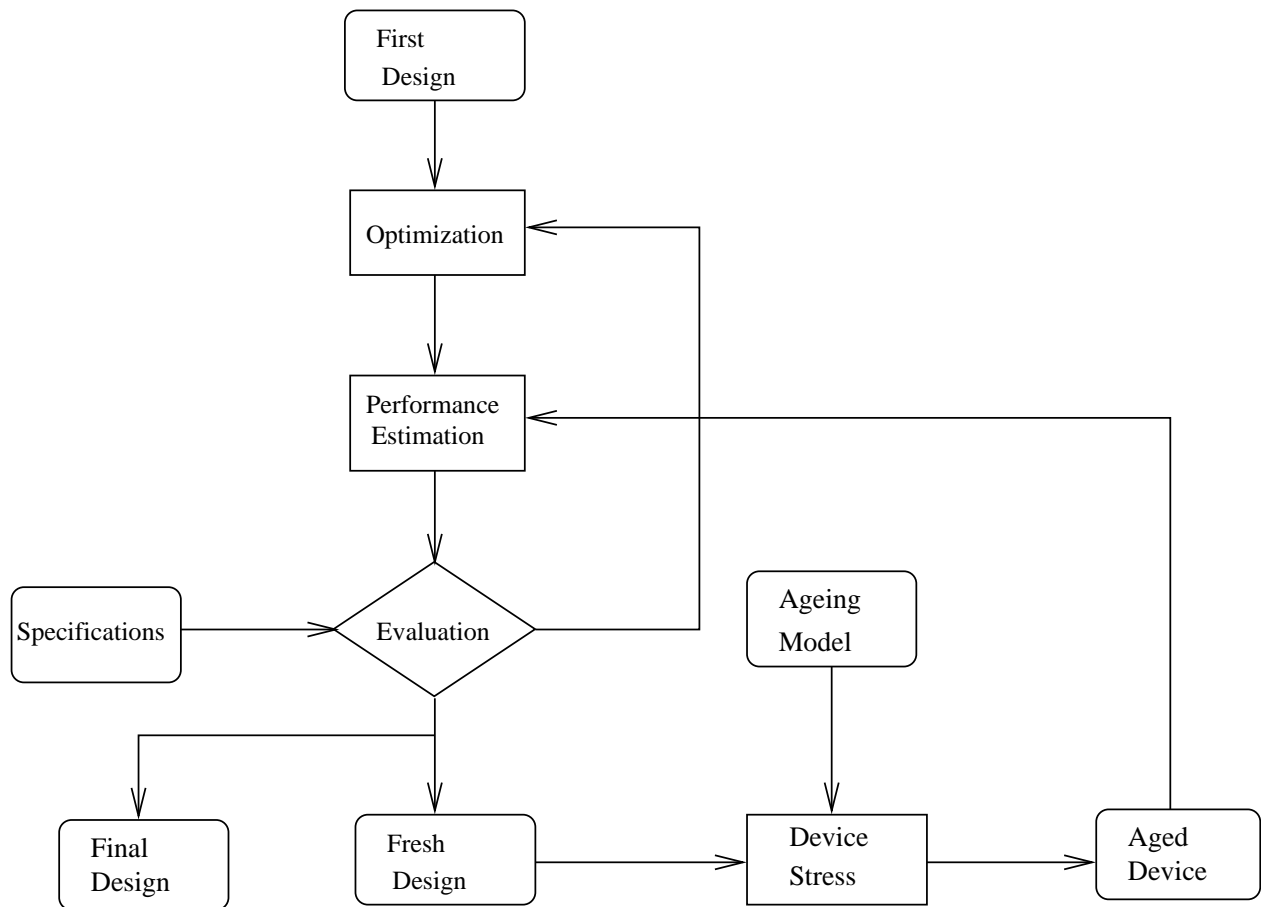 First
Design
Optimization
Performance
Estimation
Specifications
Evaluation
Ageing
Model
Final
Design
Fresh
Design
Device
Stress
Aged
Device